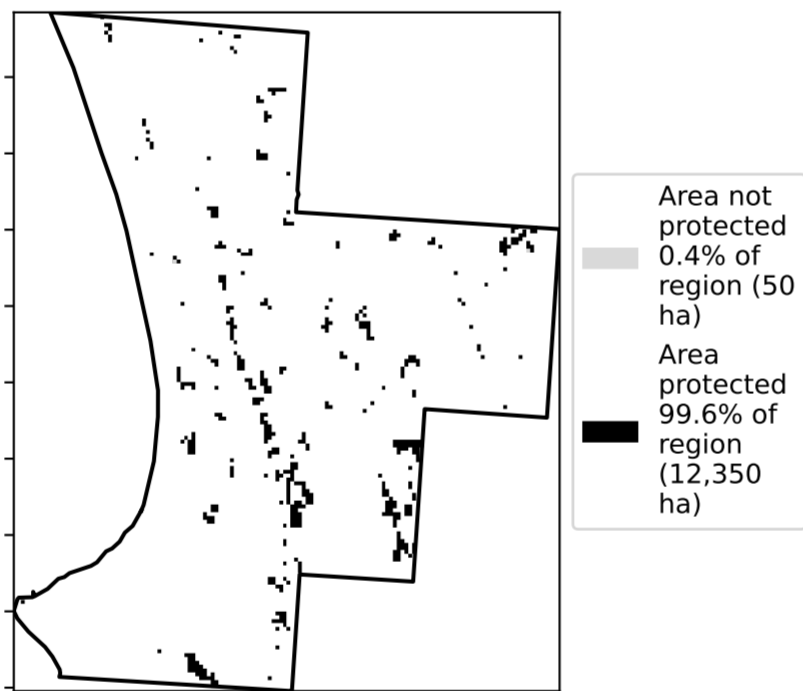 Area not
protected
0.4% of
region (50
ha)
Area
protected
99.6% of
region
(12,350
ha)